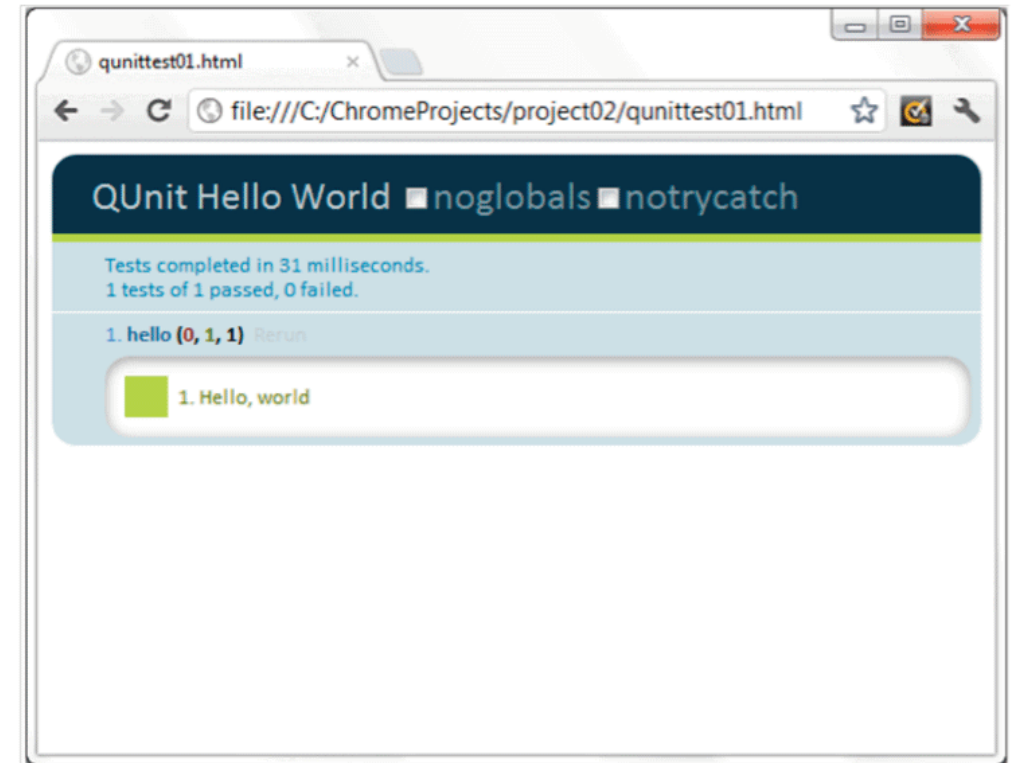 qunittest01.html
file:///C:/ChromeProjects/project02/qunittest01.html
QUnit Hello World noglobals notrycatch
Tests completed in 31 milliseconds.
1 tests of 1 passed, 0 failed.
1. hello (0, 1, 1) Rerun
1. Hello, world